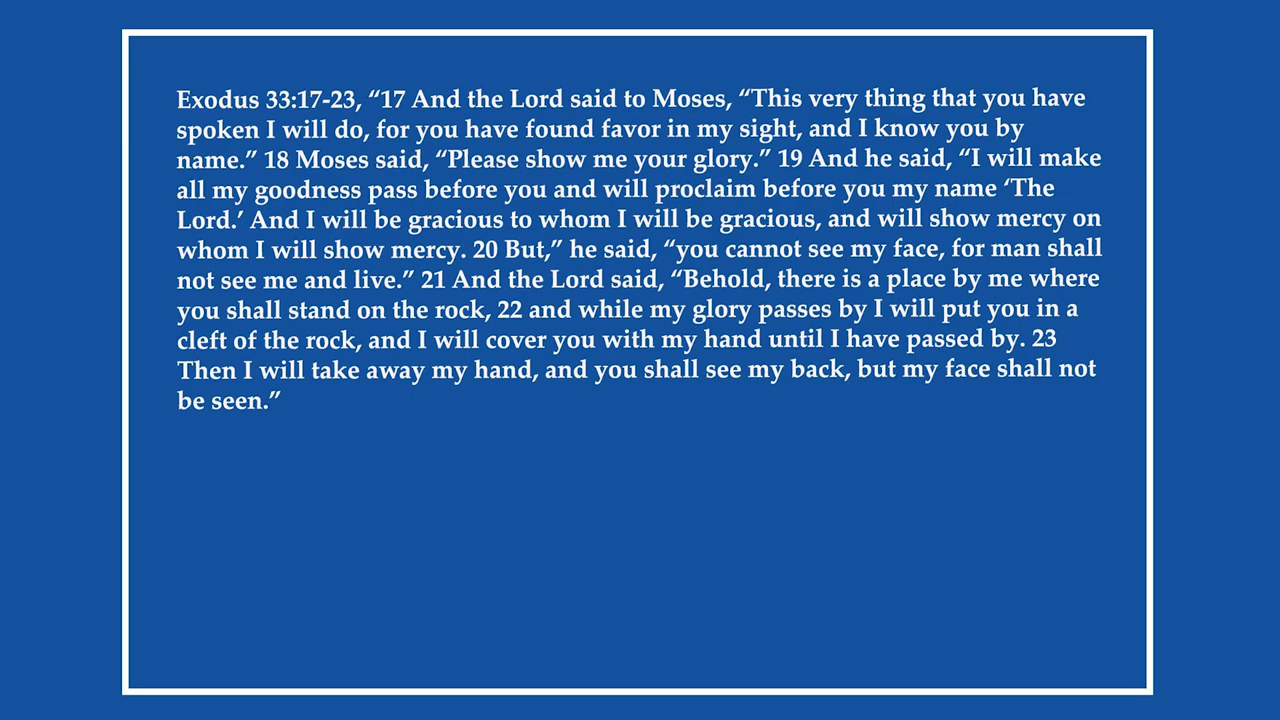 Exodus 33:17-23, “17 And the Lord said to Moses, “This very thing that you have
spoken I will do, for you have found favor in my sight, and I know you by
name.” 18 Moses said, “Please show me your glory.” 19 And he said, “I will make
all my goodness pass before you and will proclaim before you my name ‘The
Lord.’ And I will be gracious to whom I will be gracious, and will show mercy on
whom I will show mercy. 20 But,” he said, “you cannot see my face, for man shall
not see me and live.” 21 And the Lord said, “Behold, there is a place by me where
you shall stand on the rock, 22 and while my glory passes by I will put you in a
cleft of the rock, and I will cover you with my hand until I have passed by. 23
Then I will take away my hand, and you shall see my back, but my face shall not
be seen.”